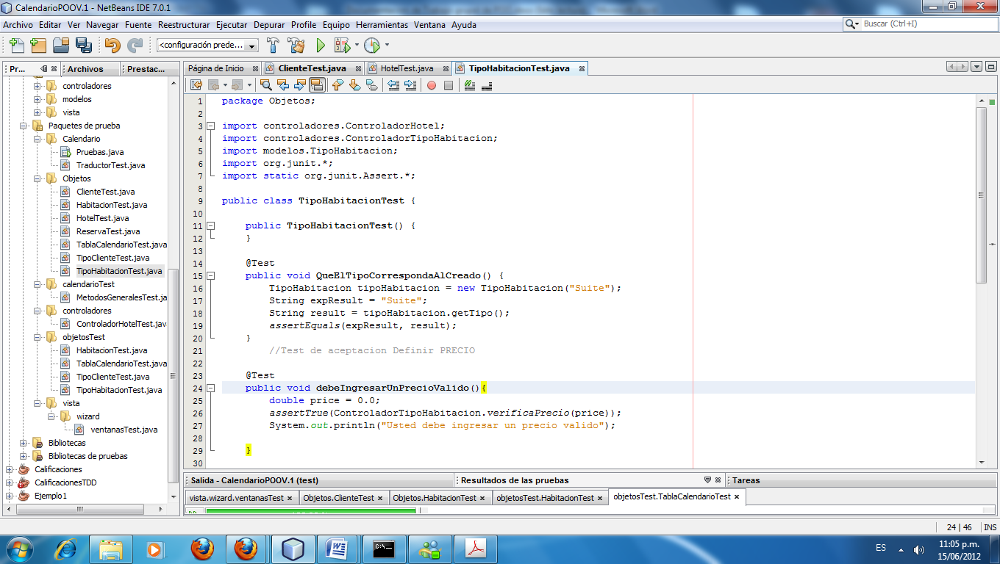 CalendarioPOOV.1 - NetBeans IDE 7.0.1
Archivo Editar Ver Navegar Fuente Reestructurar Ejecutar Depurar Profile Equipo Herramientas Ventana Ayuda
Buscar (Ctrl+I)
<configuración prede...
Pr... Archivos Prestac...
controladores
modelos
vista
Paquetes de prueba
Calendario
Pruebas.java
TraductorTest.java
Objetos
ClienteTest.java
HabitacionTest.java
HotelTest.java
ReservaTest.java
TablaCalendarioTest.java
TipoClienteTest.java
TipoHabitacionTest.java
calendarioTest
MetodosGeneralesTest.ja
controladores
ControladorHotelTest.jav
objetosTest
HabitacionTest.java
TablaCalendarioTest.java
TipoClienteTest.java
TipoHabitacionTest.java
vista
wizard
ventanasTest.java
Bibliotecas
Bibliotecas de pruebas
Calificaciones
CalificacionesTDD
Ejemplo1
Página de Inicio ClienteTest.java HotelTest.java TipoHabitacionTest.java
1 package Objetos;
2
3 import controladores.ControladorHotel;
4 import controladores.ControladorTipoHabitacion;
5 import modelos.TipoHabitacion;
6 import org.junit.*;
7 import static org.junit.Assert.*;
8
9 public class TipoHabitacionTest {
10
11 public TipoHabitacionTest() {
12 }
13
14 @Test
15 public void QueElTipoCorrespondaAlCreado() {
16 TipoHabitacion tipoHabitacion = new TipoHabitacion("Suite");
17 String expResult = "Suite";
18 String result = tipoHabitacion.getTipo();
19 assertEquals(expResult, result);
20 }
21 //Test de aceptacion Definir PRECIO
22
23 @Test
24 public void debeIngresarUnPrecioValido(){
25 double price = 0.0;
26 assertTrue(ControladorTipoHabitacion.verificaPrecio(price));
27 System.out.println("Usted debe ingresar un precio valido");
28
29 }
30
Salida - CalendarioPOOV.1 (test) Resultados de las pruebas Tareas
vista.wizard.ventanasTest Objetos.ClienteTest Objetos.HabitacionTest objetosTest.HabitacionTest objetosTest.TablaCalendarioTest
24 | 46 INS
ES
11:05 p.m.
15/06/2012